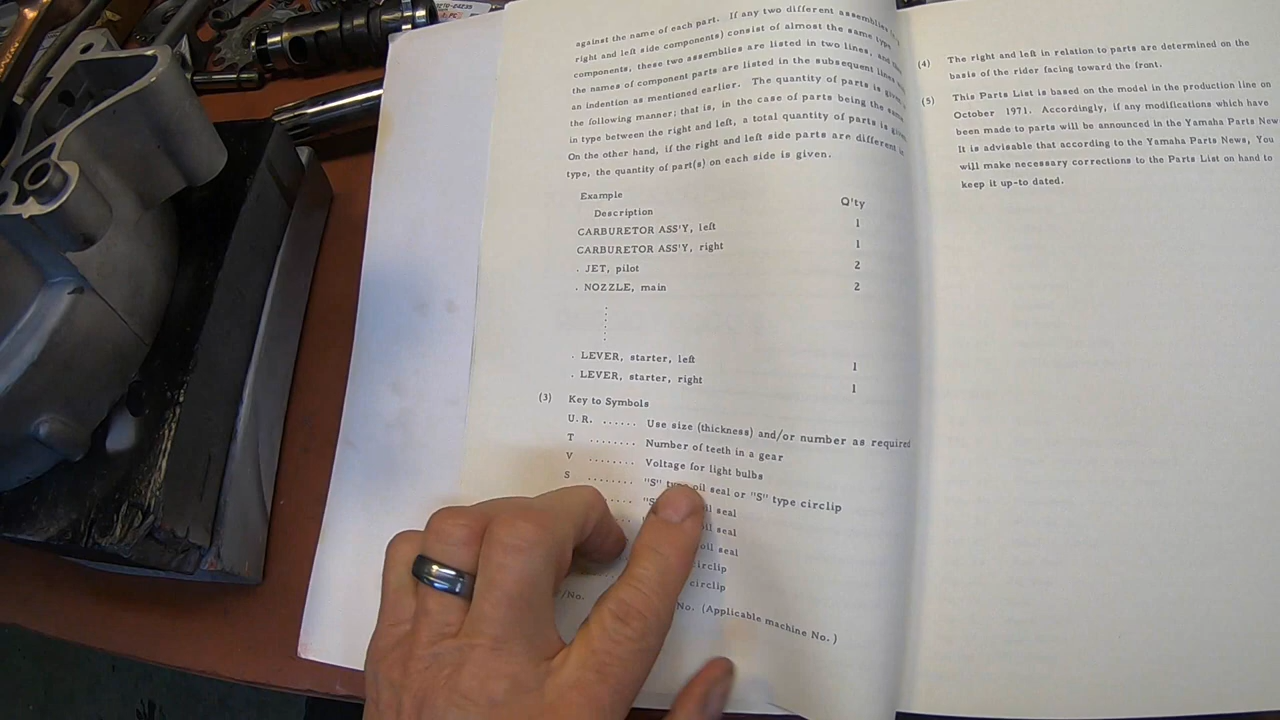 against the name of each part. If any two different assemblies
right and left side components) consist of almost the same type
components, these two assemblies are listed in two lines, and
the names of component parts are listed in the subsequent lines
an indention as mentioned earlier. The quantity of parts is
the following manner; that is, in the case of parts being the same
in type between the right and left, a total quantity of parts is
On the other hand, if the right and left side parts are different
type, the quantity of part(s) on each side is given.
Example
Description Q'ty
CARBURETOR ASS'Y, left 1
CARBURETOR ASS'Y, right 1
. JET, pilot 2
. NOZZLE, main 2
. LEVER, starter, left 1
. LEVER, starter, right 1
(3) Key to Symbols
U.R. ...... Use size (thickness) and/or number as required
T ........ Number of teeth in a gear
V ........ Voltage for light bulbs
S ........ "S" type oil seal or "S" type circlip
oil seal
oil seal
oil seal
circlip
circlip
/No. No. (Applicable machine No.)
(4) The right and left in relation to parts are determined on the
basis of the rider facing toward the front.
(5) This Parts List is based on the model in the production line on
October 1971. Accordingly, if any modifications which have
been made to parts will be announced in the Yamaha Parts New
It is advisable that according to the Yamaha Parts News, You
will make necessary corrections to the Parts List on hand to
keep it up-to dated.